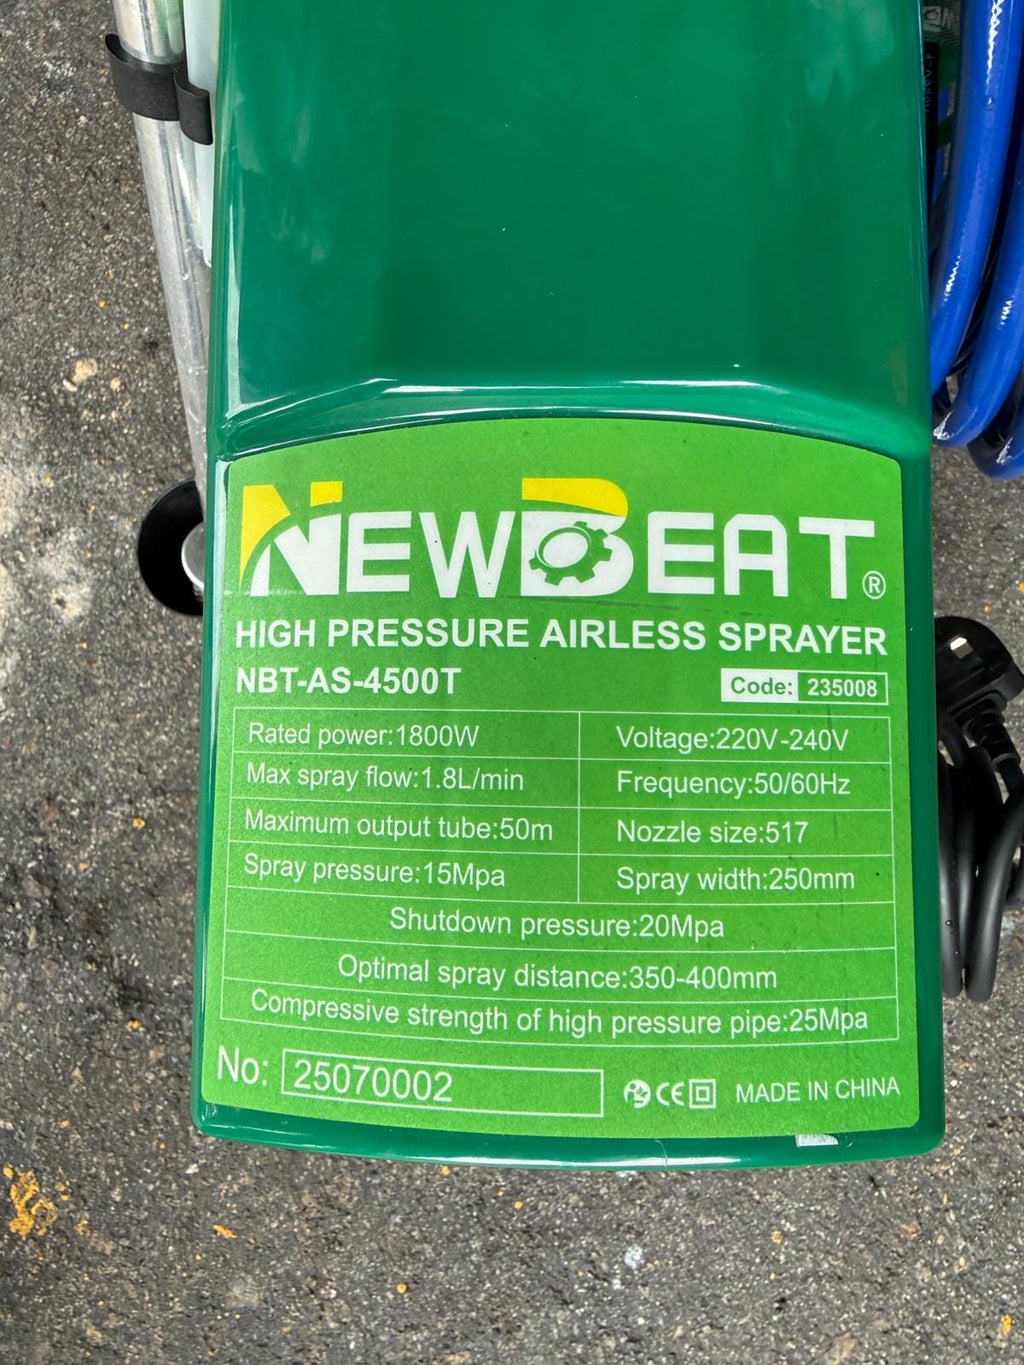 NEWBEAT®
HIGH PRESSURE AIRLESS SPRAYER
NBT-AS-4500T
Code: 235008
Rated power:1800W
Voltage:220V-240V
Max spray flow:1.8L/min
Frequency:50/60Hz
Maximum output tube:50m
Nozzle size:517
Spray pressure:15Mpa
Spray width:250mm
Shutdown pressure:20Mpa
Optimal spray distance:350-400mm
Compressive strength of high pressure pipe:25Mpa
No: 25070002
CE MADE IN CHINA